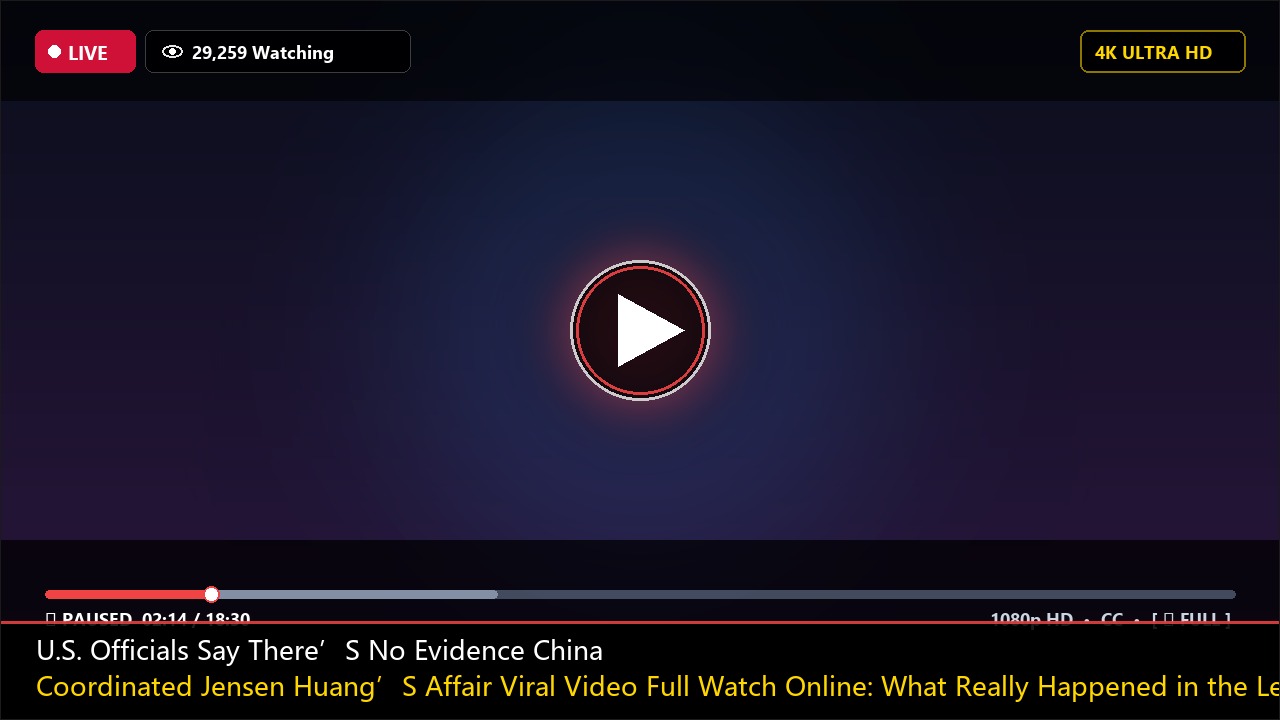 LIVE
29,259 Watching
4K ULTRA HD
PAUSED 02:14 / 18:30
1080p HD • CC • [ FULL ]
U.S. Officials Say There’S No Evidence China
Coordinated Jensen Huang’S Affair Viral Video Full Watch Online: What Really Happened in the Le